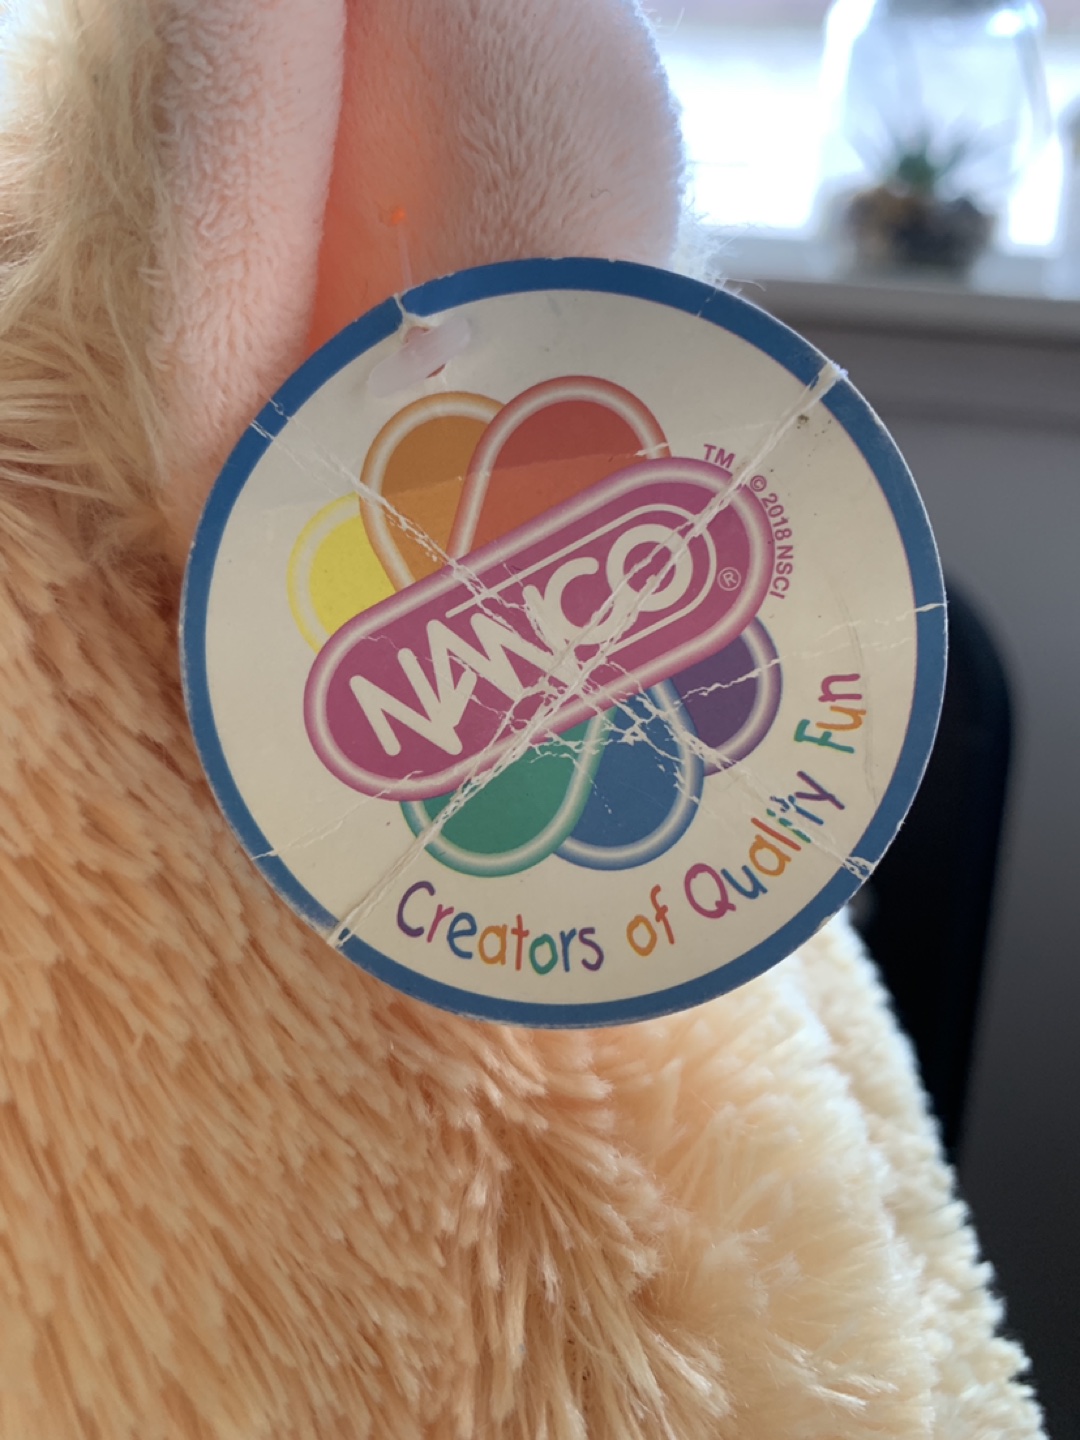 NANCO ®
TM
© 2018 NSCI
Creators of Quality Fun